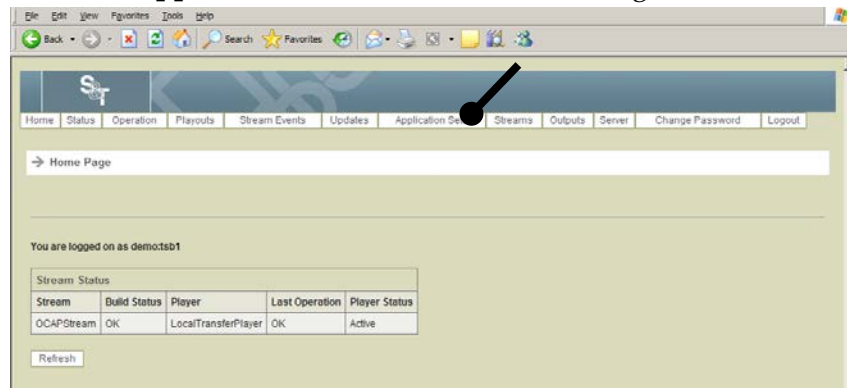 File Edit View Favorites Tools Help
Back Search Favorites
S&T
Home Status Operation Playouts Stream Events Updates Application Streams Outputs Server Change Password Logout
Home Page
You are logged on as demo:tsb1
Stream Status
Stream Build Status Player Last Operation Player Status
OCAPStream OK LocalTransferPlayer OK Active
Refresh